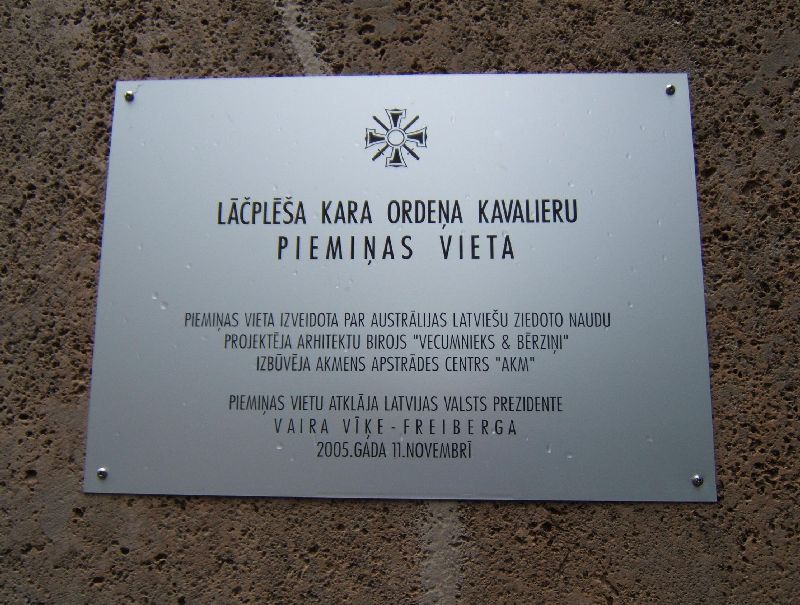 LĀČPLĒŠA KARA ORDEŅA KAVALIERU
PIEMIŅAS VIETA
PIEMIŅAS VIETA IZVEIDOTA PAR AUSTRĀLIJAS LATVIEŠU ZIEDOTO NAUDU
PROJEKTĒJA ARHITEKTU BIROJS "VECUMNIEKS & BĒRZIŅI"
IZBŪVĒJA AKMENS APSTRĀDES CENTRS "AKM"
PIEMIŅAS VIETU ATKLĀJA LATVIJAS VALSTS PREZIDENTE
VAIRA VĪĶE-FREIBERGA
2005.GADA 11.NOVEMBRĪ